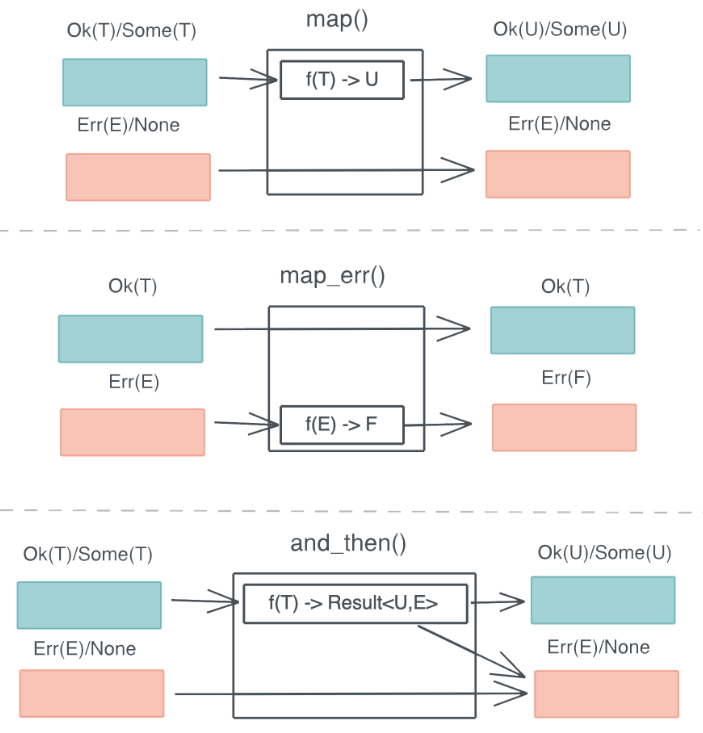 map()
Ok(T)/Some(T)
Ok(U)/Some(U)
f(T) -> U
Err(E)/None
Err(E)/None
map_err()
Ok(T)
Ok(T)
Err(E)
Err(F)
f(E) -> F
and_then()
Ok(T)/Some(T)
Ok(U)/Some(U)
f(T) -> Result<U,E>
Err(E)/None
Err(E)/None